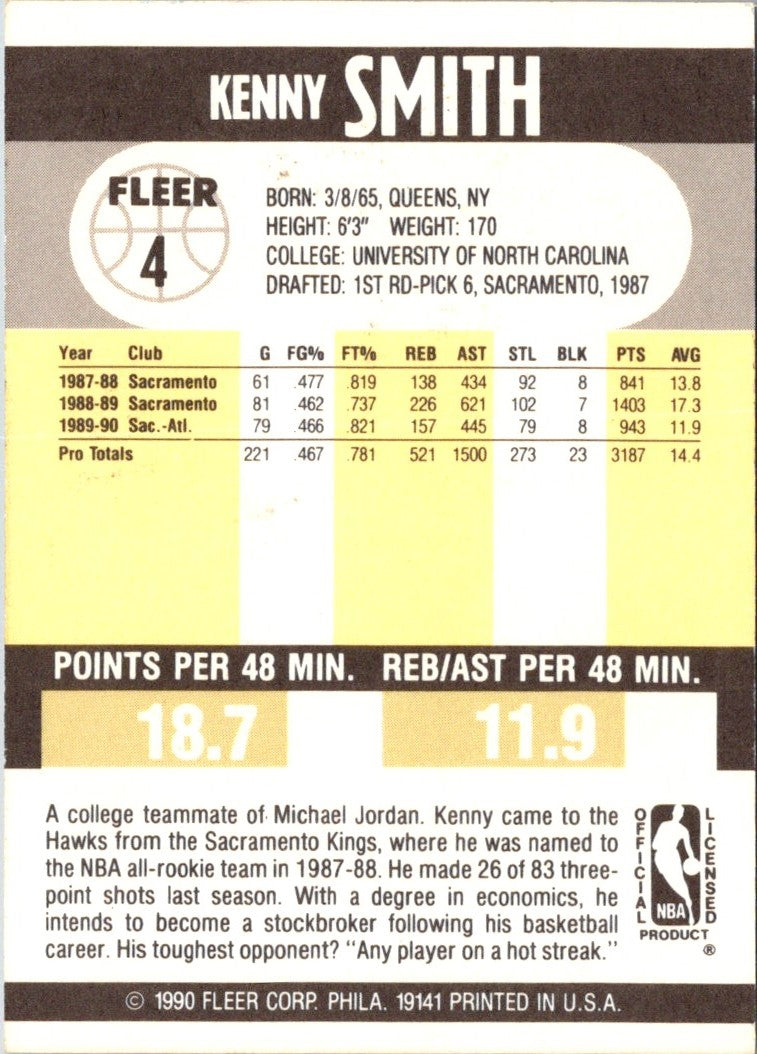 KENNY SMITH
FLEER
4
BORN: 3/8/65, QUEENS, NY
HEIGHT: 6'3" WEIGHT: 170
COLLEGE: UNIVERSITY OF NORTH CAROLINA
DRAFTED: 1ST RD-PICK 6, SACRAMENTO, 1987
Year Club G FG% FT% REB AST STL BLK PTS AVG
1987-88 Sacramento 61 .477 .819 138 434 92 8 841 13.8
1988-89 Sacramento 81 .462 .737 226 621 102 7 1403 17.3
1989-90 Sac.-Atl. 79 .466 .821 157 445 79 8 943 11.9
Pro Totals 221 .467 .781 521 1500 273 23 3187 14.4
POINTS PER 48 MIN. REB/AST PER 48 MIN.
18.7 11.9
A college teammate of Michael Jordan. Kenny came to the
Hawks from the Sacramento Kings, where he was named to
the NBA all-rookie team in 1987-88. He made 26 of 83 three-
point shots last season. With a degree in economics, he
intends to become a stockbroker following his basketball
career. His toughest opponent? "Any player on a hot streak."
OFFICIAL
LICENSED
NBA
PRODUCT
®
© 1990 FLEER CORP. PHILA. 19141 PRINTED IN U.S.A.